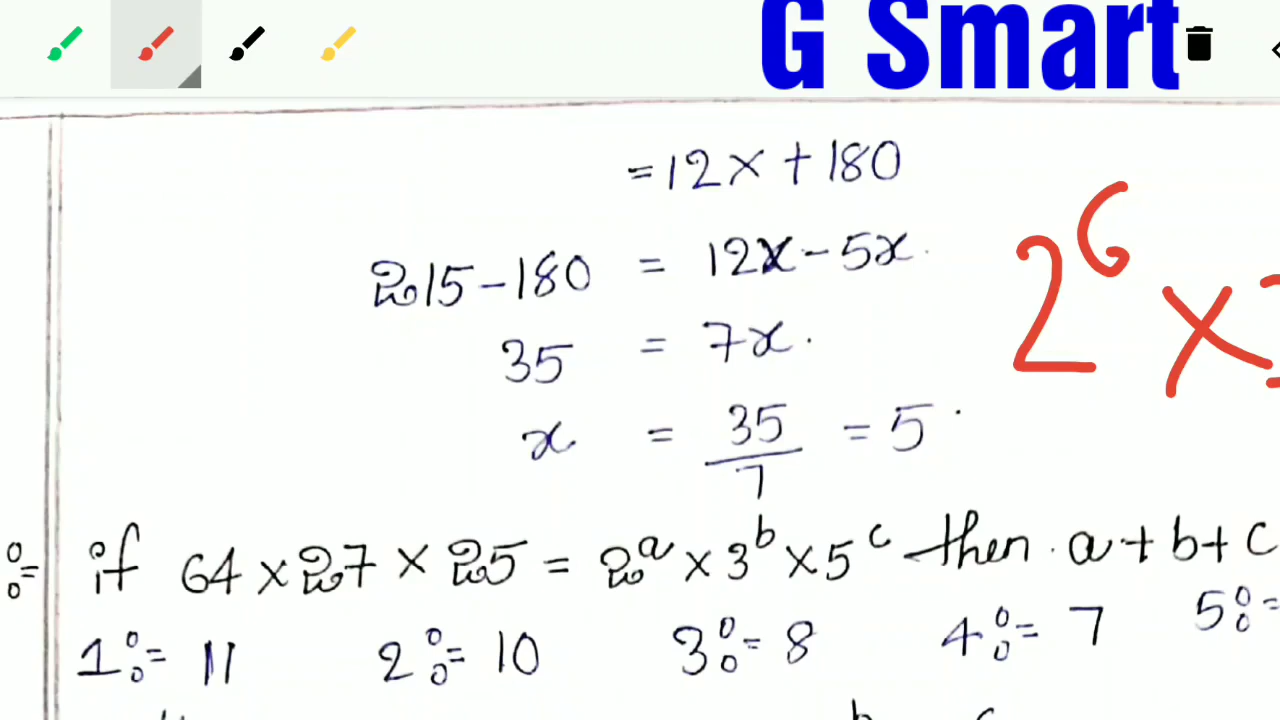 G Smart
= 12x + 180
215 - 180 = 12x - 5x.
35 = 7x.
x = 35/7 = 5.
2^6 ×
if 64 × 27 × 25 = 2^a × 3^b × 5^c then a + b + c
1%= 11 2%= 10 3%= 8 4%= 7 5%=